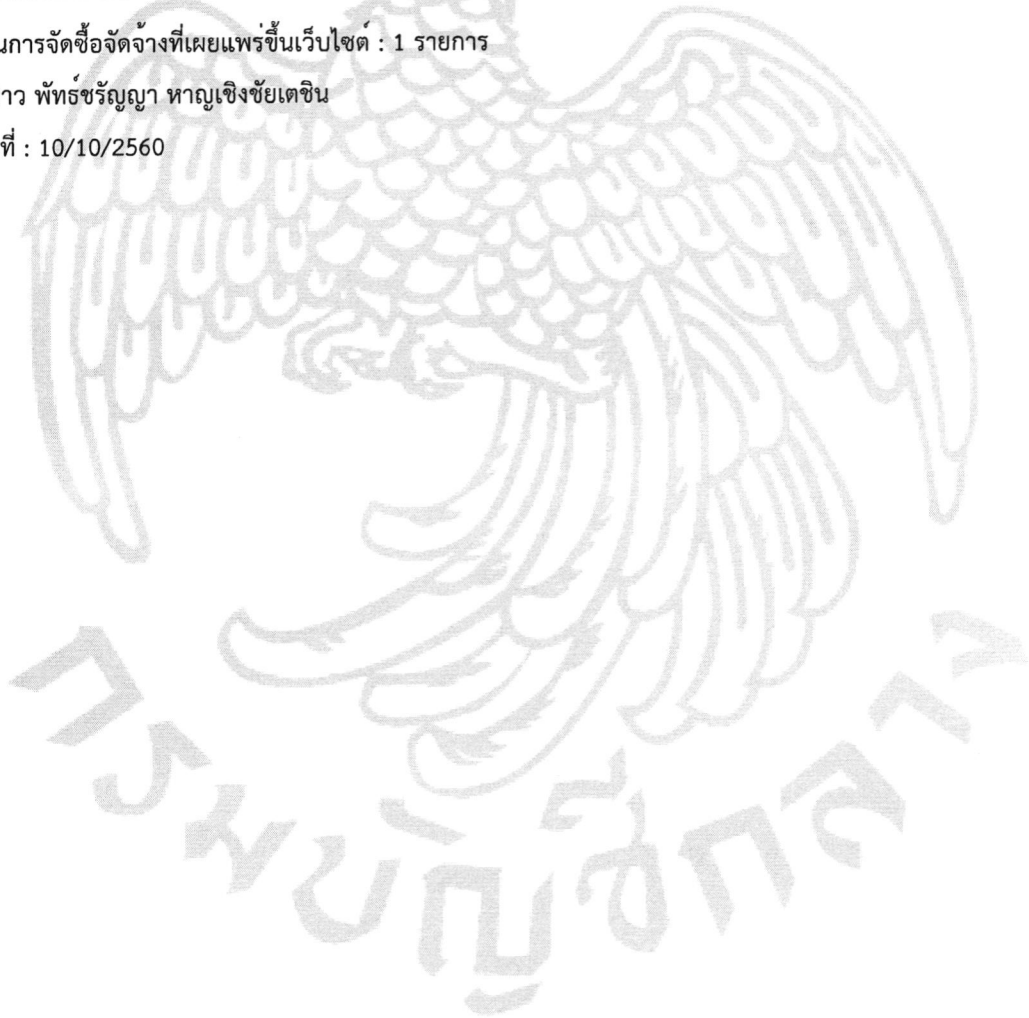 นการจัดซื้อจัดจ้างที่เผยแพร่ขึ้นเว็บไซต์ : 1 รายการ
าว พัทธ์ชรัญญา หาญเชิงชัยเตชิน
ที่ : 10/10/2560
กรมบัญชีกลาง